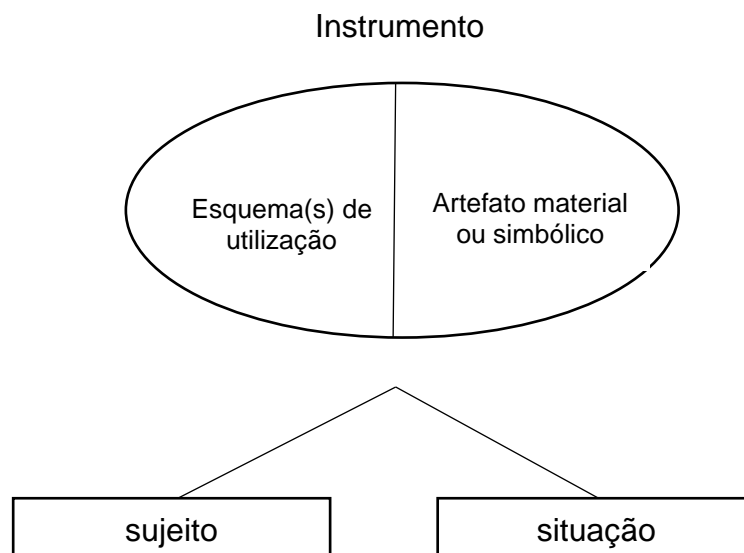 Instrumento
Esquema(s) de
utilização
Artefato material
ou simbólico
sujeito
situação